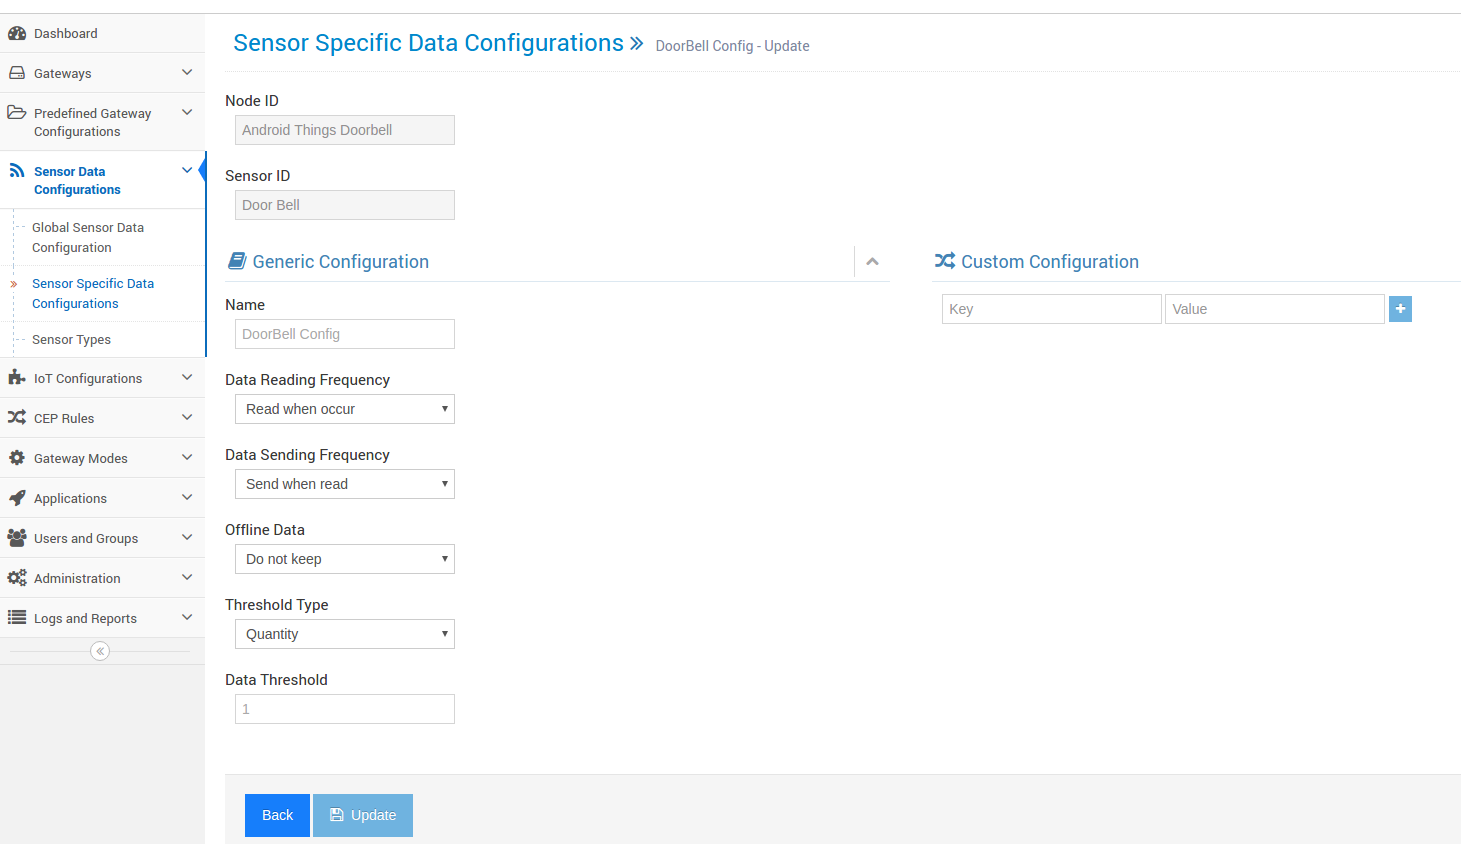 Dashboard
Gateways
Predefined Gateway
Configurations
Sensor Data
Configurations
Global Sensor Data
Configuration
Sensor Specific Data
Configurations
Sensor Types
IoT Configurations
CEP Rules
Gateway Modes
Applications
Users and Groups
Administration
Logs and Reports
Sensor Specific Data Configurations » DoorBell Config - Update
Node ID
Android Things Doorbell
Sensor ID
Door Bell
Generic Configuration
Name
DoorBell Config
Data Reading Frequency
Read when occur
Data Sending Frequency
Send when read
Offline Data
Do not keep
Threshold Type
Quantity
Data Threshold
1
Custom Configuration
Key Value
Back Update